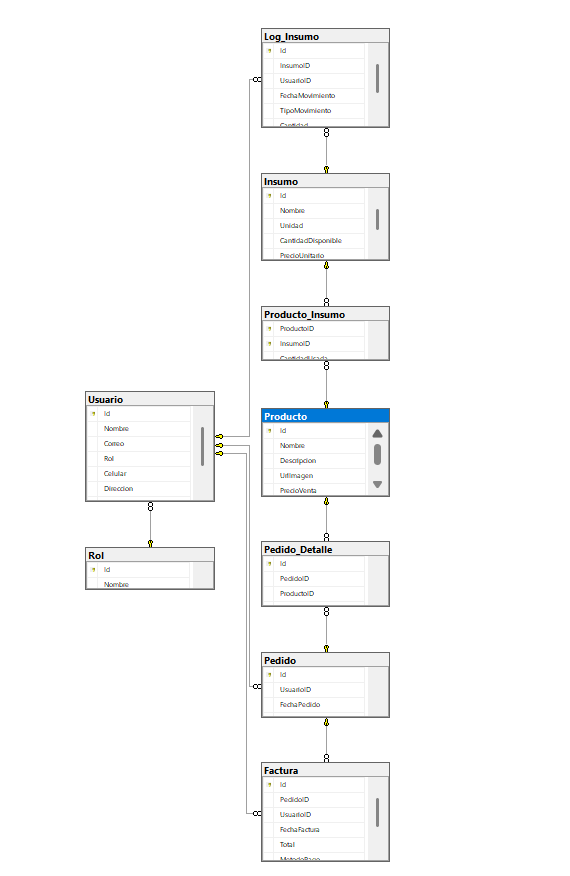 Log_Insumo
Id
InsumoID
UsuarioID
FechaMovimiento
TipoMovimiento
Cantidad
Insumo
Id
Nombre
Unidad
CantidadDisponible
PrecioUnitario
Producto_Insumo
ProductoID
InsumoID
CantidadUsada
Usuario
Id
Nombre
Correo
Rol
Celular
Direccion
Producto
Id
Nombre
Descripcion
UrlImagen
PrecioVenta
Rol
Id
Nombre
Pedido_Detalle
Id
PedidoID
ProductoID
Pedido
Id
UsuarioID
FechaPedido
Factura
Id
PedidoID
UsuarioID
FechaFactura
Total
MetodoPago